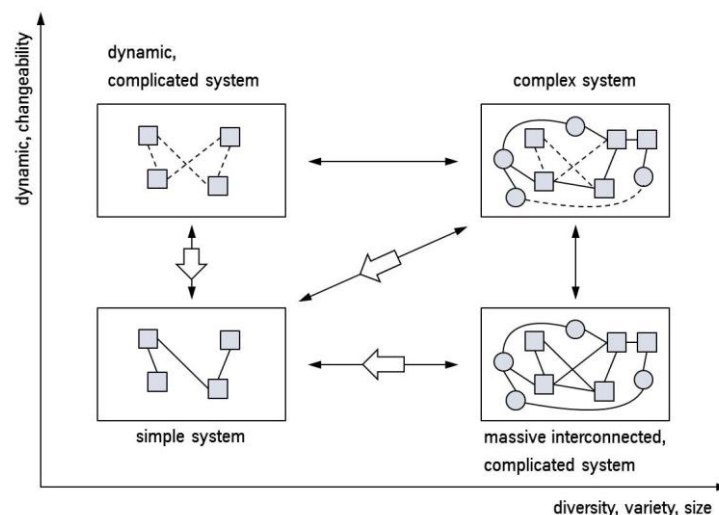 dynamic, changeability
dynamic,
complicated system
complex system
simple system
massive interconnected,
complicated system
diversity, variety, size